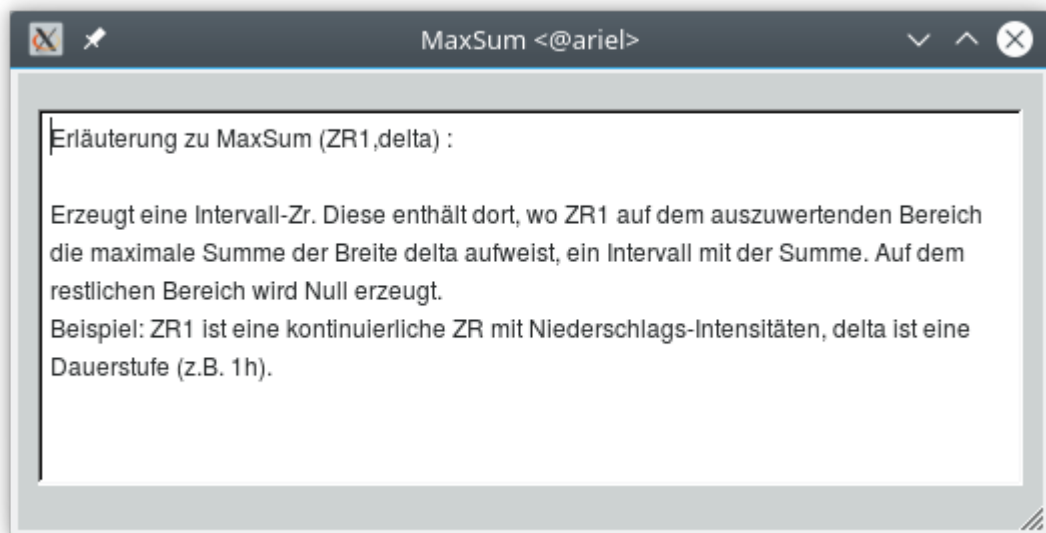 MaxSum <@ariel>
Erläuterung zu MaxSum (ZR1,delta) :
Erzeugt eine Intervall-Zr. Diese enthält dort, wo ZR1 auf dem auszuwertenden Bereich
die maximale Summe der Breite delta aufweist, ein Intervall mit der Summe. Auf dem
restlichen Bereich wird Null erzeugt.
Beispiel: ZR1 ist eine kontinuierliche ZR mit Niederschlags-Intensitäten, delta ist eine
Dauerstufe (z.B. 1h).